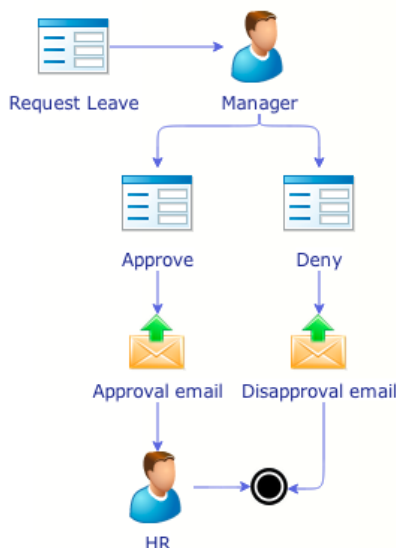 Request Leave
Manager
Approve
Deny
Approval email
Disapproval email
HR